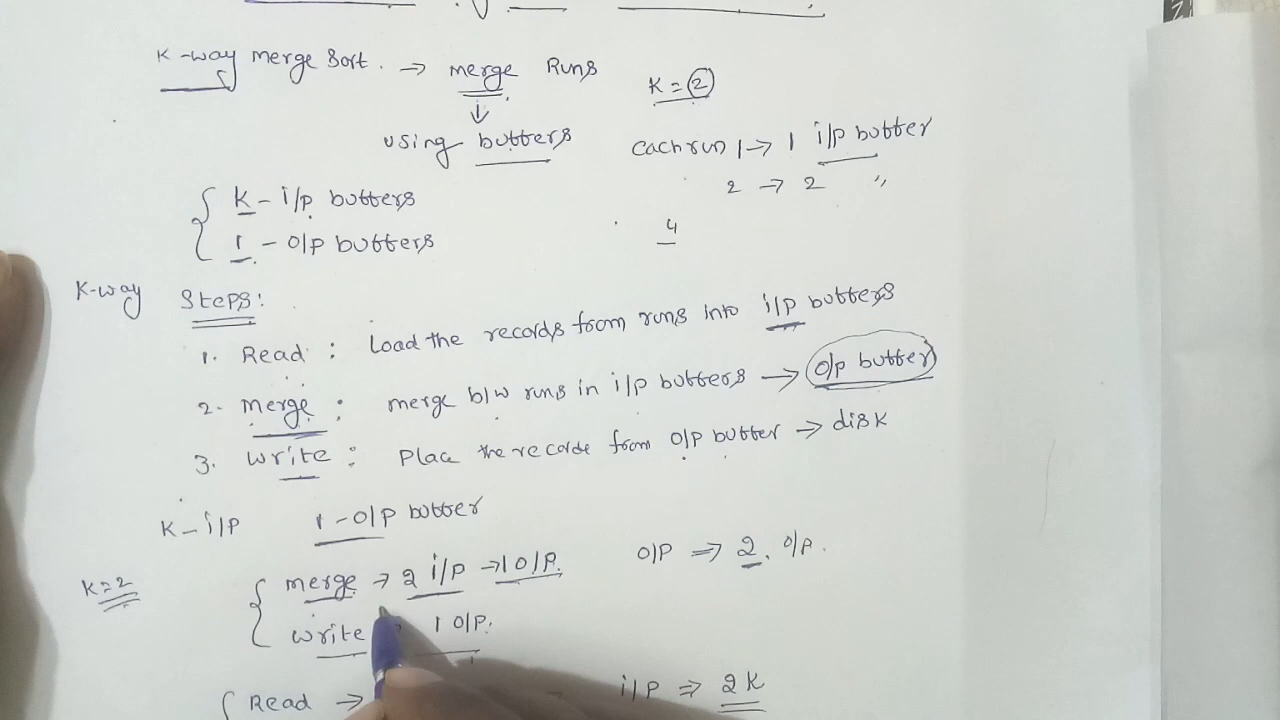 K-way merge Sort. → merge Runs K = 2
↓
using buffers each run 1 → 1 i/p buffer
2 → 2 "
{ K - i/p buffers
1 - o/p buffers 4
K-way Steps:
1. Read : Load the records from runs into i/p buffers
2. merge : merge b/w runs in i/p buffers → o/p buffer
3. write : Place the records from o/p buffer → disk
K - i/p 1 - o/p buffer
K=2 { merge → 2 i/p → 1 o/p. o/p ⇒ 2. o/p.
write 1 o/p.
{ Read → i/p ⇒ 2K